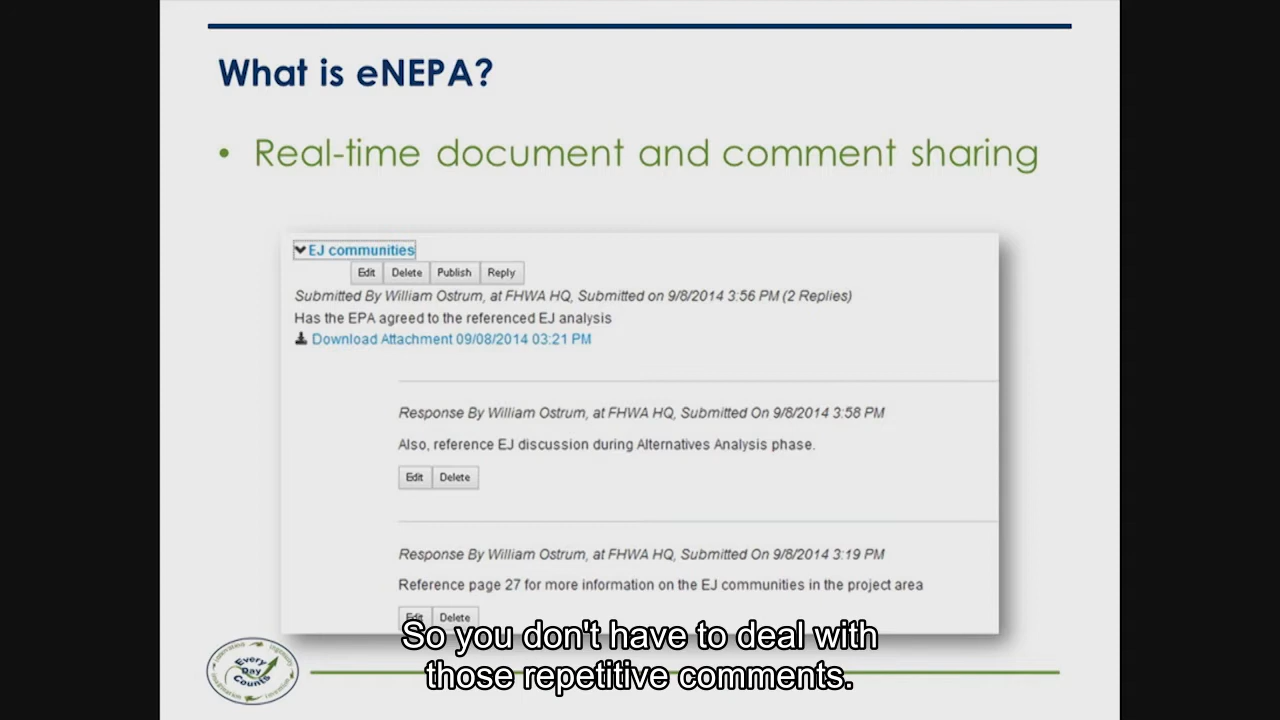 What is eNEPA?
• Real-time document and comment sharing
EJ communities
Edit Delete Publish Reply
Submitted By William Ostrum, at FHWA HQ, Submitted on 9/8/2014 3:56 PM (2 Replies)
Has the EPA agreed to the referenced EJ analysis
Download Attachment 09/08/2014 03:21 PM
Response By William Ostrum, at FHWA HQ, Submitted On 9/8/2014 3:58 PM
Also, reference EJ discussion during Alternatives Analysis phase.
Edit Delete
Response By William Ostrum, at FHWA HQ, Submitted On 9/8/2014 3:19 PM
Reference page 27 for more information on the EJ communities in the project area
Edit Delete
So you don't have to deal with
those repetitive comments.
Every
Day
Counts